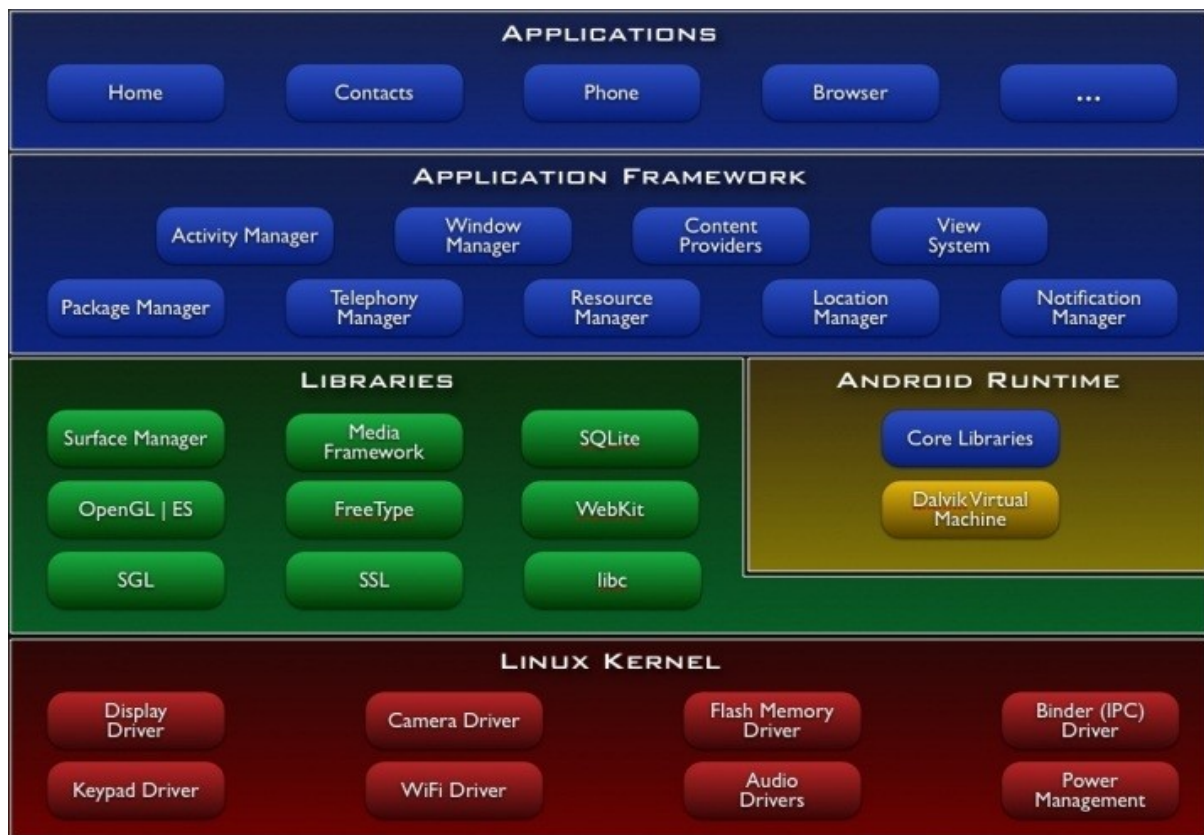 APPLICATIONS
Home
Contacts
Phone
Browser
...
APPLICATION FRAMEWORK
Activity Manager
Window
Manager
Content
Providers
View
System
Package Manager
Telephony
Manager
Resource
Manager
Location
Manager
Notification
Manager
LIBRARIES
Surface Manager
Media
Framework
SQLite
OpenGL | ES
FreeType
WebKit
SGL
SSL
libc
ANDROID RUNTIME
Core Libraries
Dalvik Virtual
Machine
LINUX KERNEL
Display
Driver
Camera Driver
Flash Memory
Driver
Binder (IPC)
Driver
Keypad Driver
WiFi Driver
Audio
Drivers
Power
Management